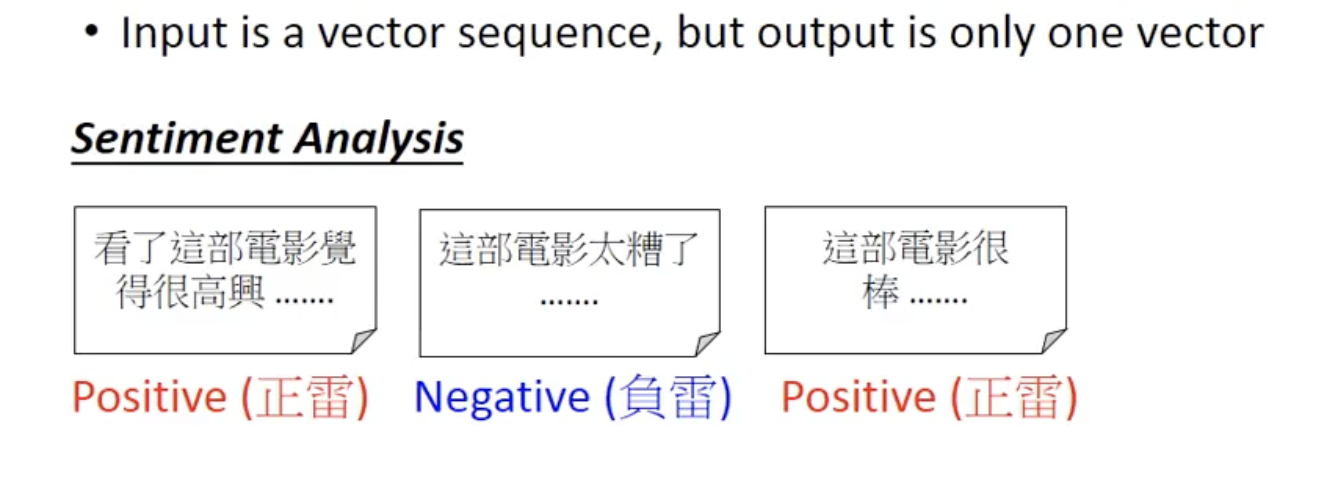 • Input is a vector sequence, but output is only one vector
Sentiment Analysis
看了這部電影覺
得很高興 .......
Positive (正雷)
這部電影太糟了
.......
Negative (負雷)
這部電影很
棒 .......
Positive (正雷)